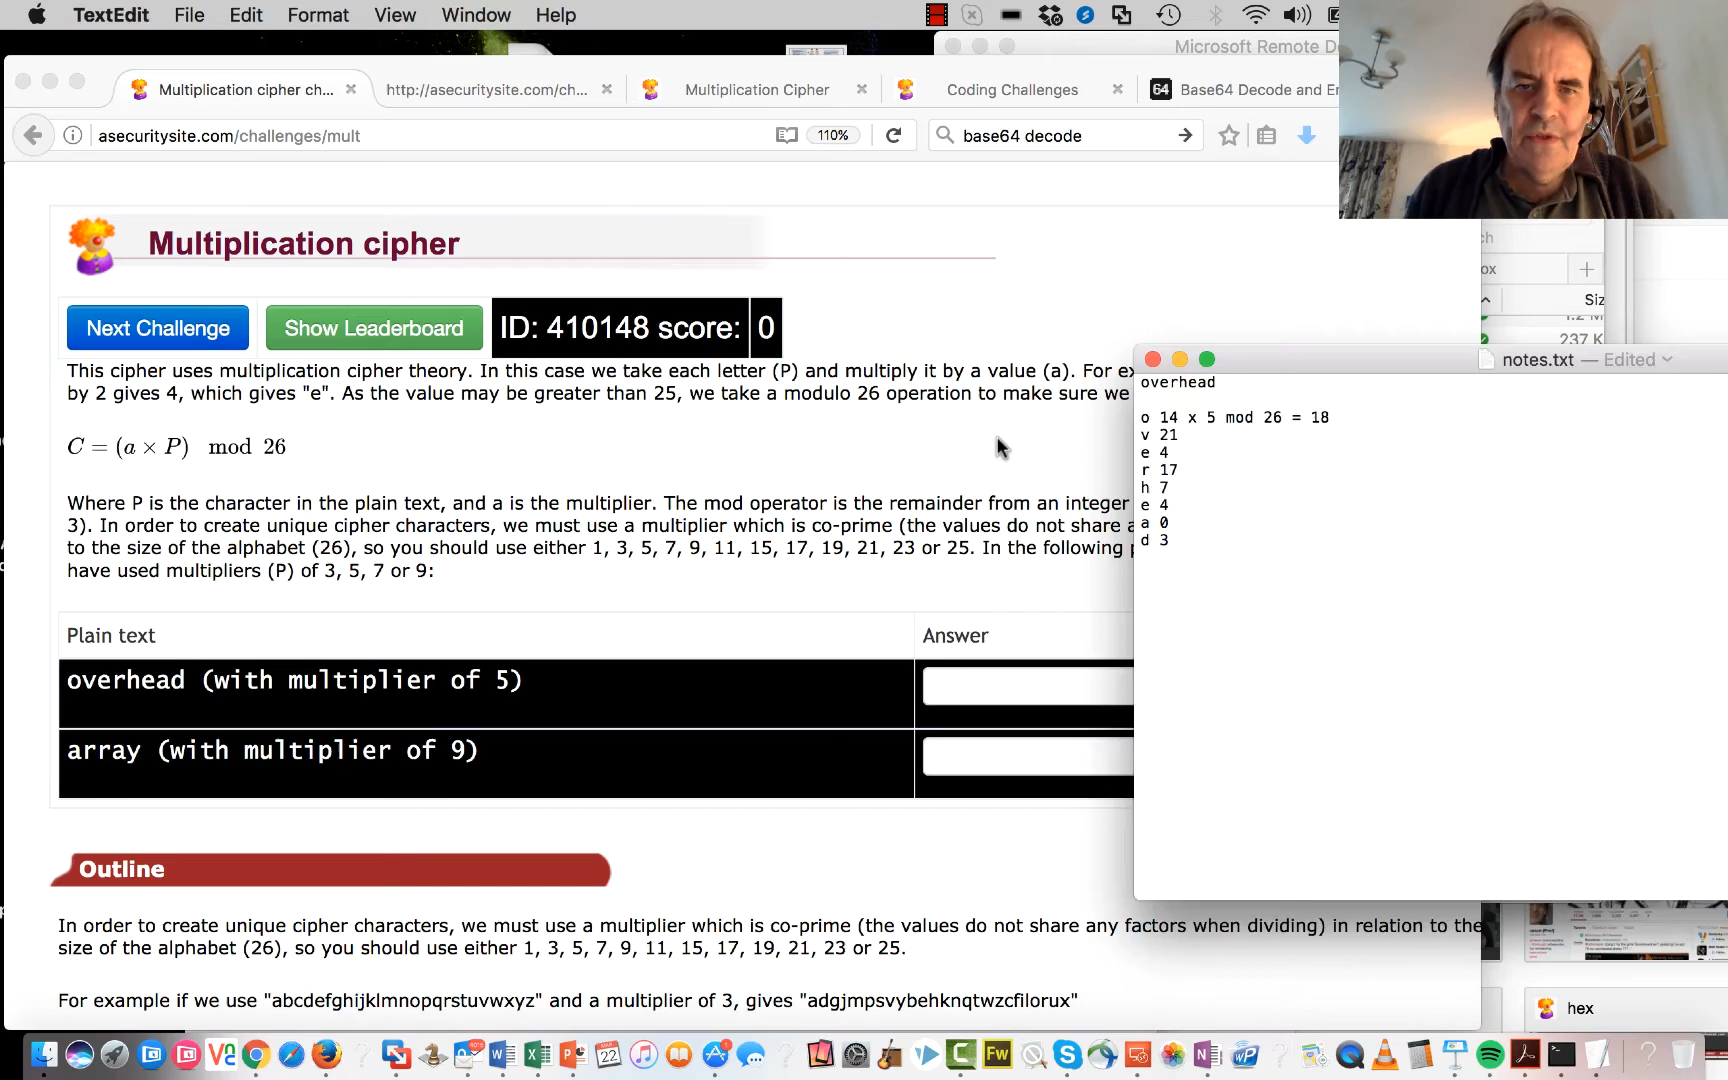 TextEdit File Edit Format View Window Help
Microsoft Remote D
Multiplication cipher ch...
http://asecuritysite.com/ch...
Multiplication Cipher
Coding Challenges
64 Base64 Decode and Er
asecuritysite.com/challenges/mult
110%
base64 decode
Multiplication cipher
Next Challenge
Show Leaderboard
ID: 410148 score: 0
This cipher uses multiplication cipher theory. In this case we take each letter (P) and multiply it by a value (a). For ex
by 2 gives 4, which gives "e". As the value may be greater than 25, we take a modulo 26 operation to make sure we
C = (a × P) mod 26
Where P is the character in the plain text, and a is the multiplier. The mod operator is the remainder from an integer
3). In order to create unique cipher characters, we must use a multiplier which is co-prime (the values do not share a
to the size of the alphabet (26), so you should use either 1, 3, 5, 7, 9, 11, 15, 17, 19, 21, 23 or 25. In the following p
have used multipliers (P) of 3, 5, 7 or 9:
Plain text Answer
overhead (with multiplier of 5)
array (with multiplier of 9)
Outline
In order to create unique cipher characters, we must use a multiplier which is co-prime (the values do not share any factors when dividing) in relation to the
size of the alphabet (26), so you should use either 1, 3, 5, 7, 9, 11, 15, 17, 19, 21, 23 or 25.
For example if we use "abcdefghijklmnopqrstuvwxyz" and a multiplier of 3, gives "adgjmpsvybehknqtwzcfilorux"
ch
ox
Siz
237 K
notes.txt — Edited
overhead
o 14 x 5 mod 26 = 18
v 21
e 4
r 17
h 7
e 4
a 0
d 3
hex
MAR
22
Fw